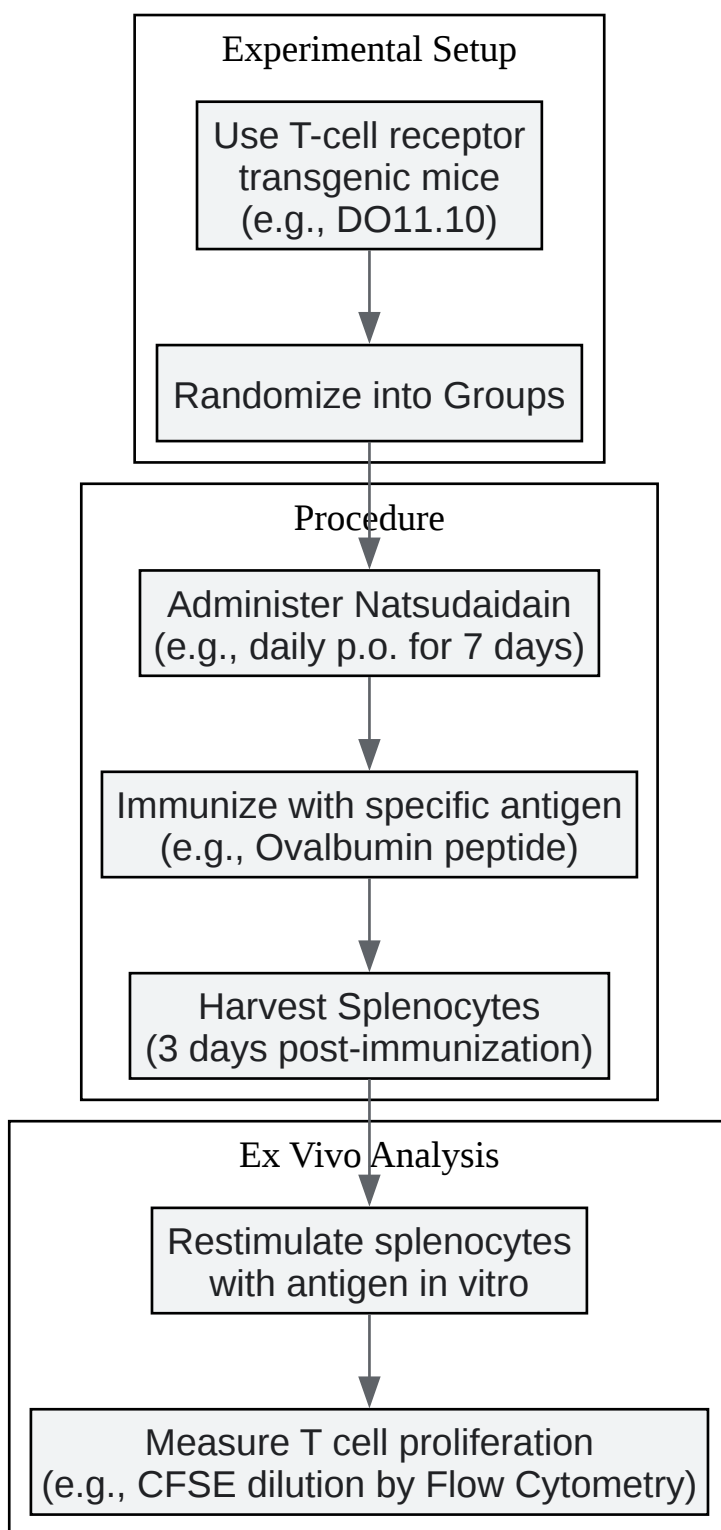 Experimental Setup
Use T-cell receptor
transgenic mice
(e.g., DO11.10)
Randomize into Groups
Procedure
Administer Natsudaidain
(e.g., daily p.o. for 7 days)
Immunize with specific antigen
(e.g., Ovalbumin peptide)
Harvest Splenocytes
(3 days post-immunization)
Ex Vivo Analysis
Restimulate splenocytes
with antigen in vitro
Measure T cell proliferation
(e.g., CFSE dilution by Flow Cytometry)